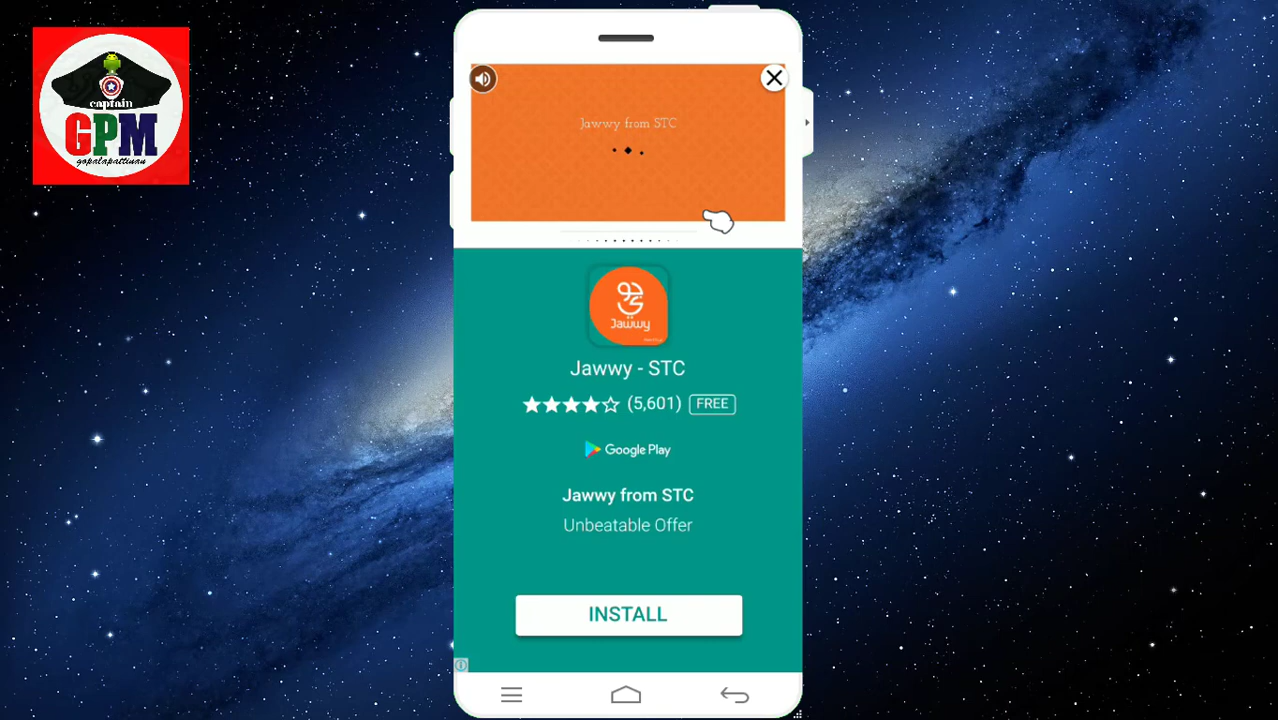 captain
GPM
gopalapattinam
Jawwy from STC
جوّي
Jawwy
Jawwy - STC
(5,601) FREE
Google Play
Jawwy from STC
Unbeatable Offer
INSTALL